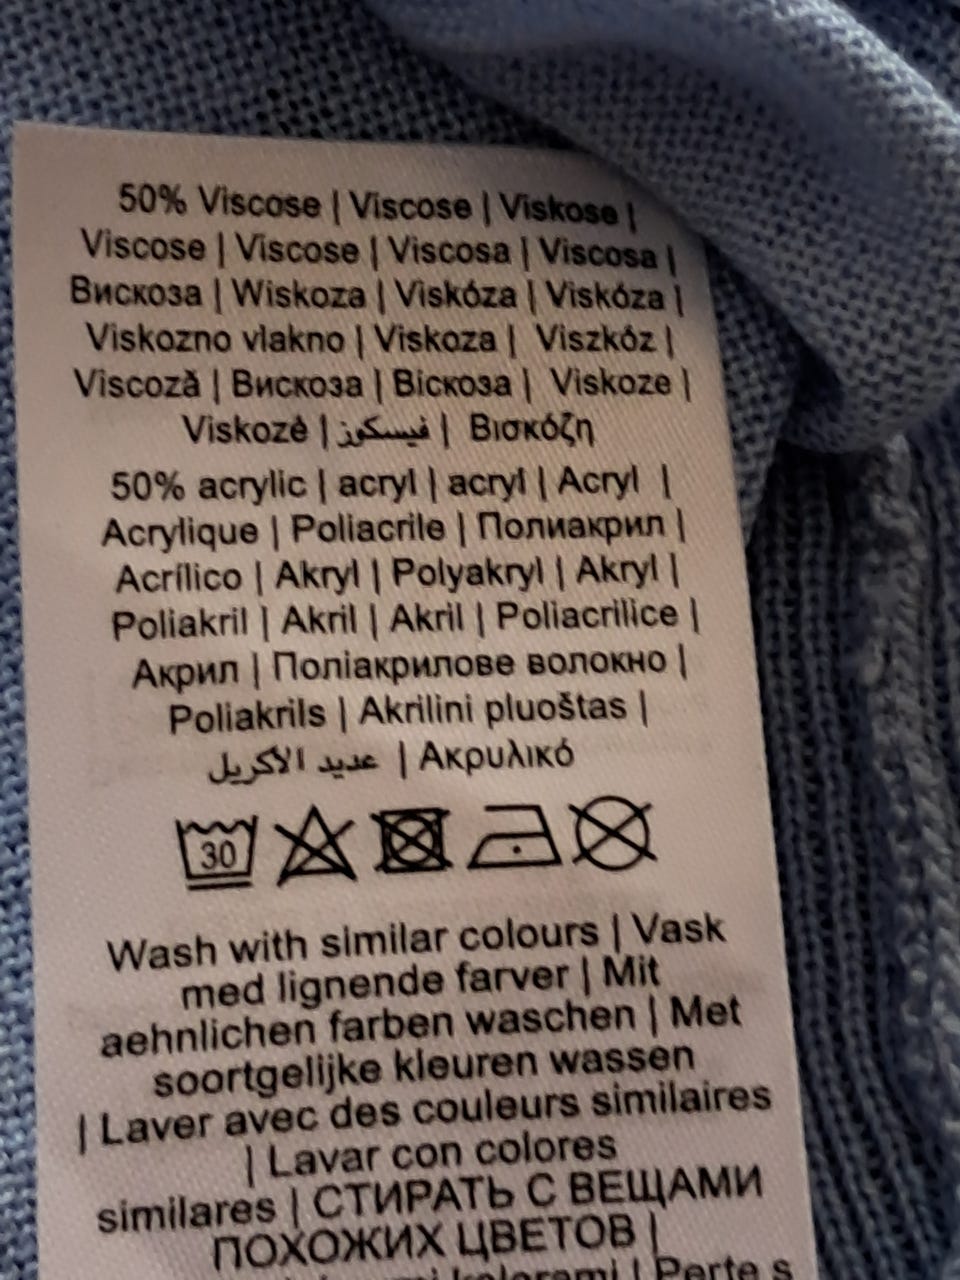 50% Viscose | Viscose | Viskose |
Viscose | Viscose | Viscosa | Viscosa |
Вискоза | Wiskoza | Viskóza | Viskóza |
Viskozno vlakno | Viskoza | Viszkôz |
Viscoză | Вискоза | Віскоза | Viskoze |
Viskozė | فيسكوز | Βισκόζη
50% acrylic | acryl | acryl | Acryl |
Acrylique | Poliacrile | Полиакрил |
Acrílico | Akryl | Polyakryl | Akryl |
Poliakril | Akril | Akril | Poliacrilice |
Акрил | Поліакрилове волокно |
Poliakrils | Akrilini pluoštas |
عديد الأكريل | Ακρυλικό
30
Wash with similar colours | Vask
med lignende farver | Mit
aehnlichen farben waschen | Met
soortgelijke kleuren wassen
| Laver avec des couleurs similaires
| Lavar con colores
similares | СТИРАТЬ С ВЕЩАМИ
ПОХОЖИХ ЦВЕТОВ |
kolorami | Perte s